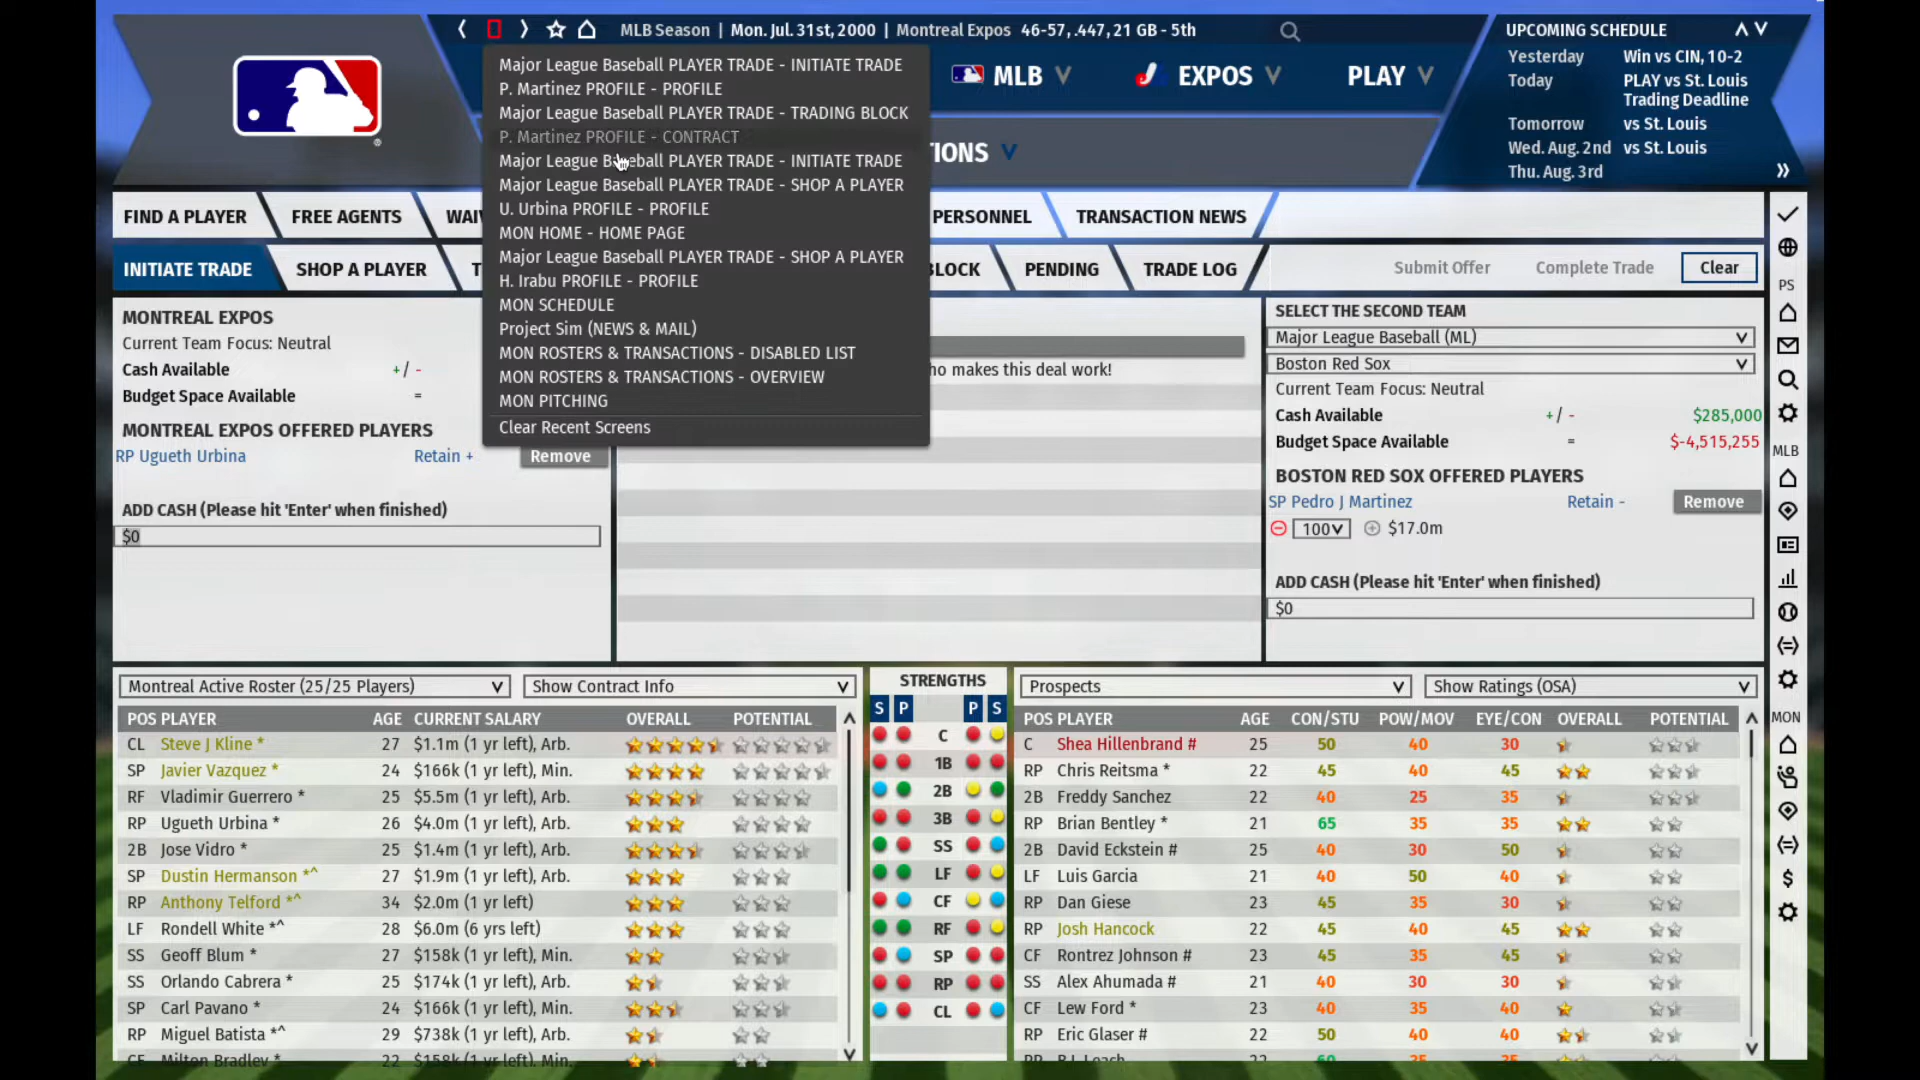 MLB Season | Mon. Jul. 31st, 2000 | Montreal Expos 46-57, .447, 21 GB - 5th
UPCOMING SCHEDULE
Yesterday Win vs CIN, 10-2
Today PLAY vs St. Louis
Trading Deadline
Tomorrow vs St. Louis
Wed. Aug. 2nd vs St. Louis
Thu. Aug. 3rd
MLB EXPOS PLAY
Major League Baseball PLAYER TRADE - INITIATE TRADE
P. Martinez PROFILE - PROFILE
Major League Baseball PLAYER TRADE - TRADING BLOCK
P. Martinez PROFILE - CONTRACT
Major League Baseball PLAYER TRADE - INITIATE TRADE
Major League Baseball PLAYER TRADE - SHOP A PLAYER
U. Urbina PROFILE - PROFILE
MON HOME - HOME PAGE
Major League Baseball PLAYER TRADE - SHOP A PLAYER
H. Irabu PROFILE - PROFILE
MON SCHEDULE
Project Sim (NEWS & MAIL)
MON ROSTERS & TRANSACTIONS - DISABLED LIST
MON ROSTERS & TRANSACTIONS - OVERVIEW
MON PITCHING
Clear Recent Screens
TIONS
FIND A PLAYER FREE AGENTS WAI PERSONNEL TRANSACTION NEWS
INITIATE TRADE SHOP A PLAYER T BLOCK PENDING TRADE LOG Submit Offer Complete Trade Clear
MONTREAL EXPOS
Current Team Focus: Neutral
Cash Available + / -
Budget Space Available =
MONTREAL EXPOS OFFERED PLAYERS
RP Ugueth Urbina Retain + Remove
ADD CASH (Please hit 'Enter' when finished)
$0
ho makes this deal work!
SELECT THE SECOND TEAM
Major League Baseball (ML)
Boston Red Sox
Current Team Focus: Neutral
Cash Available + / - $285,000
Budget Space Available = $-4,515,255
BOSTON RED SOX OFFERED PLAYERS
SP Pedro J Martinez Retain - Remove
100 $17.0m
ADD CASH (Please hit 'Enter' when finished)
$0
Montreal Active Roster (25/25 Players) Show Contract Info
POS PLAYER AGE CURRENT SALARY OVERALL POTENTIAL
CL Steve J Kline * 27 $1.1m (1 yr left), Arb.
SP Javier Vazquez * 24 $166k (1 yr left), Min.
RF Vladimir Guerrero * 25 $5.5m (1 yr left), Arb.
RP Ugueth Urbina * 26 $4.0m (1 yr left), Arb.
2B Jose Vidro * 25 $1.4m (1 yr left), Arb.
SP Dustin Hermanson *^ 27 $1.9m (1 yr left), Arb.
RP Anthony Telford *^ 34 $2.0m (1 yr left)
LF Rondell White *^ 28 $6.0m (6 yrs left)
SS Geoff Blum * 27 $158k (1 yr left), Min.
SS Orlando Cabrera * 25 $174k (1 yr left), Min.
SP Carl Pavano * 24 $166k (1 yr left), Min.
RP Miguel Batista *^ 29 $738k (1 yr left), Arb.
CF Milton Bradley * 22 $158k (1 yr left), Min.
STRENGTHS
S P P S
C
1B
2B
3B
SS
LF
CF
RF
SP
RP
CL
Prospects Show Ratings (OSA)
POS PLAYER AGE CON/STU POW/MOV EYE/CON OVERALL POTENTIAL
C Shea Hillenbrand # 25 50 40 30
RP Chris Reitsma * 22 45 40 45
2B Freddy Sanchez 22 40 25 35
RP Brian Bentley * 21 65 35 35
2B David Eckstein # 25 40 30 50
LF Luis Garcia 21 40 50 40
RP Dan Giese 23 45 35 30
RP Josh Hancock 22 45 40 45
CF Rontrez Johnson # 23 45 35 45
SS Alex Ahumada # 21 40 30 30
CF Lew Ford * 23 40 35 40
RP Eric Glaser # 22 50 40 40
RP 22 60 35 35
PS
MLB
MON
$